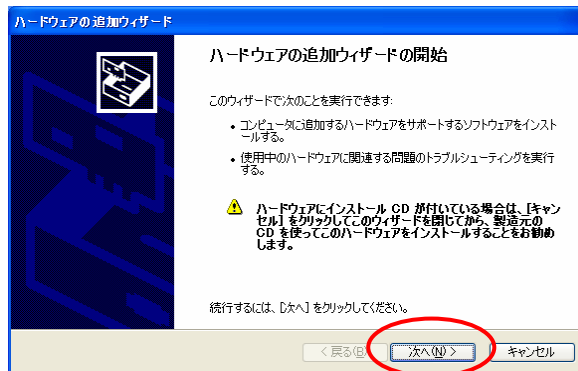 ハードウェアの追加ウィザード
ハードウェアの追加ウィザードの開始
このウィザードで次のことを実行できます:
• コンピュータに追加するハードウェアをサポートするソフトウェアをインスト
ールする。
• 使用中のハードウェアに関連する問題のトラブルシューティングを実行
する。
ハードウェアにインストール CD が付いている場合は、[キャン
セル] をクリックしてこのウィザードを閉じてから、製造元の
CD を使ってこのハードウェアをインストールすることをお勧め
します。
続行するには、[次へ] をクリックしてください。
< 戻る(B) 次へ(N) > キャンセル